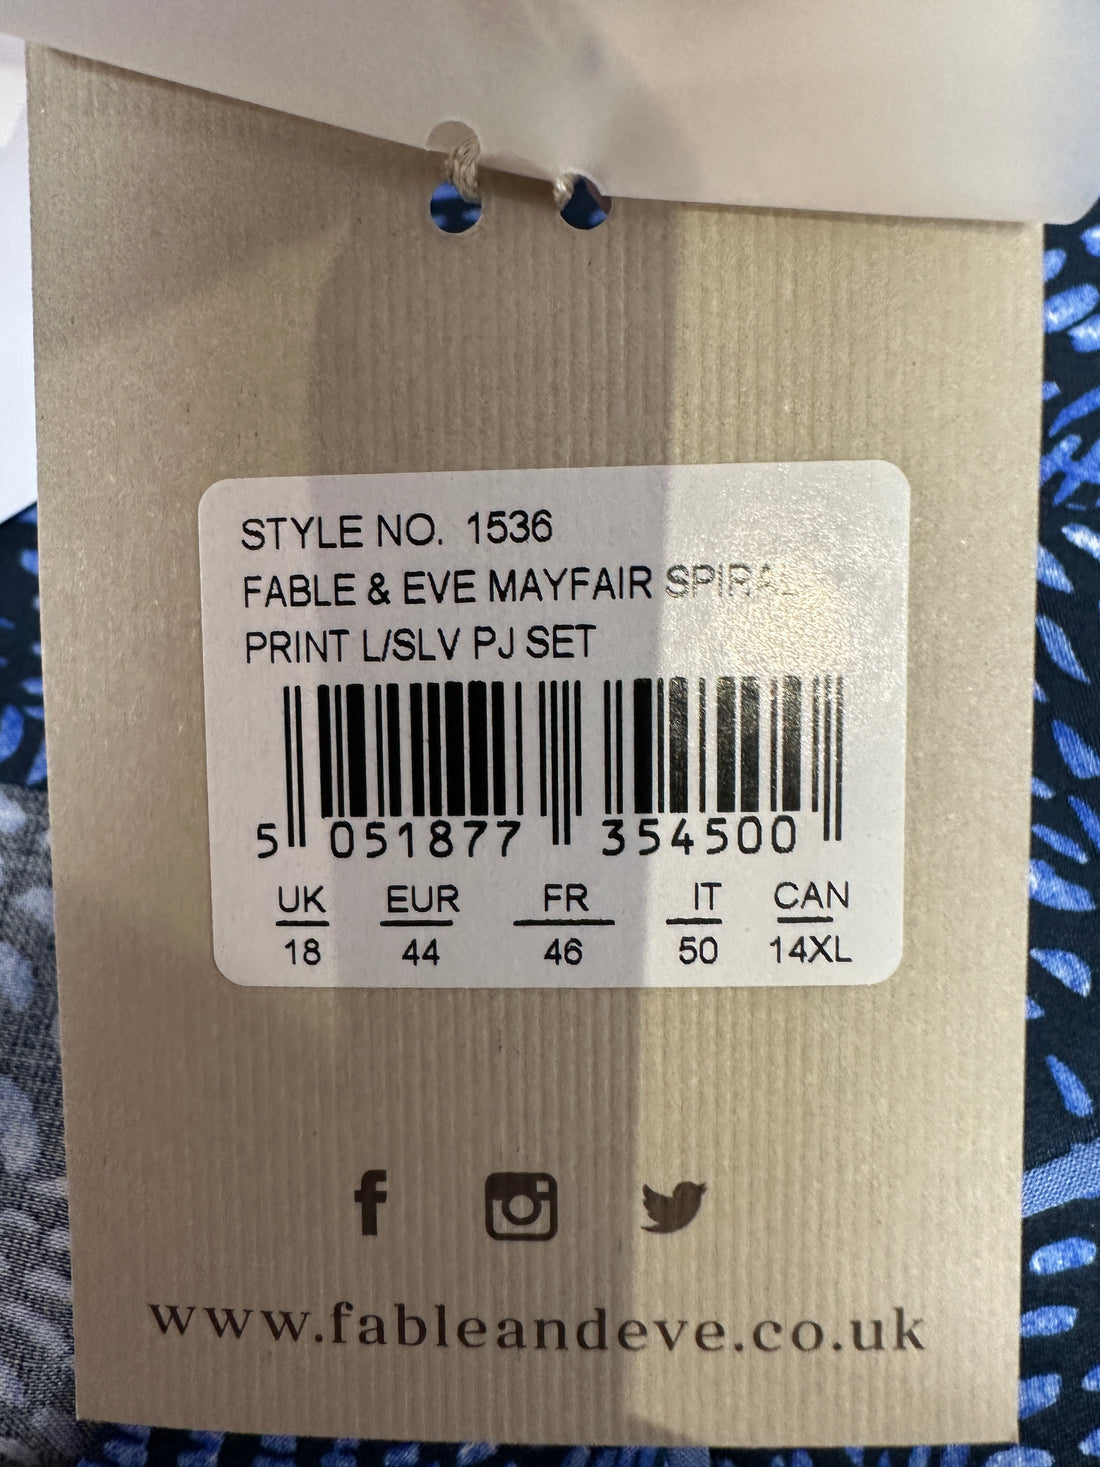 STYLE NO. 1536
FABLE & EVE MAYFAIR SPIRAL
PRINT L/SLV PJ SET
5 051877 354500
UK EUR FR IT CAN
18 44 46 50 14XL
f
www.fableandeve.co.uk